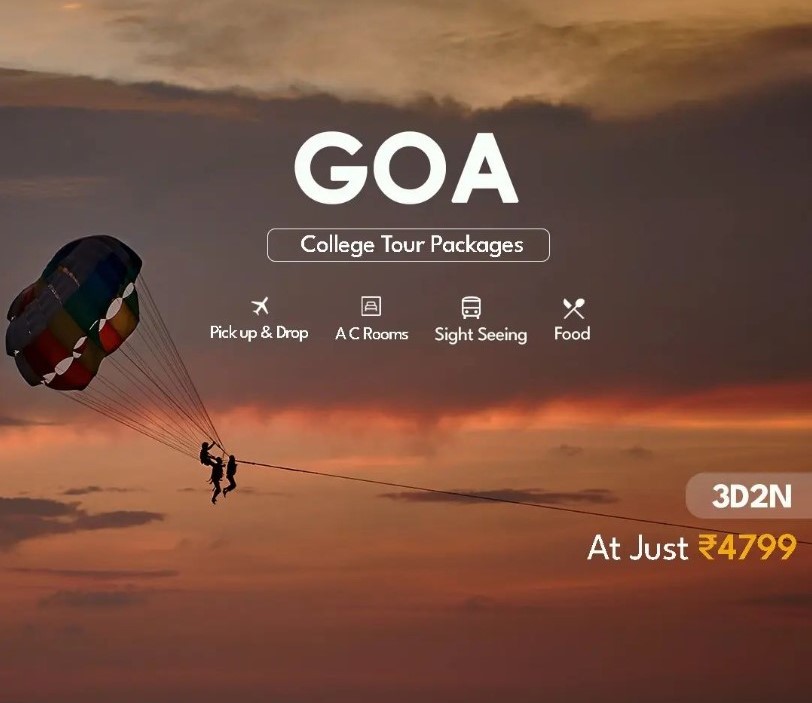 GOA
College Tour Packages
Pick up & Drop
A C Rooms
Sight Seeing
Food
3D2N
At Just ₹4799